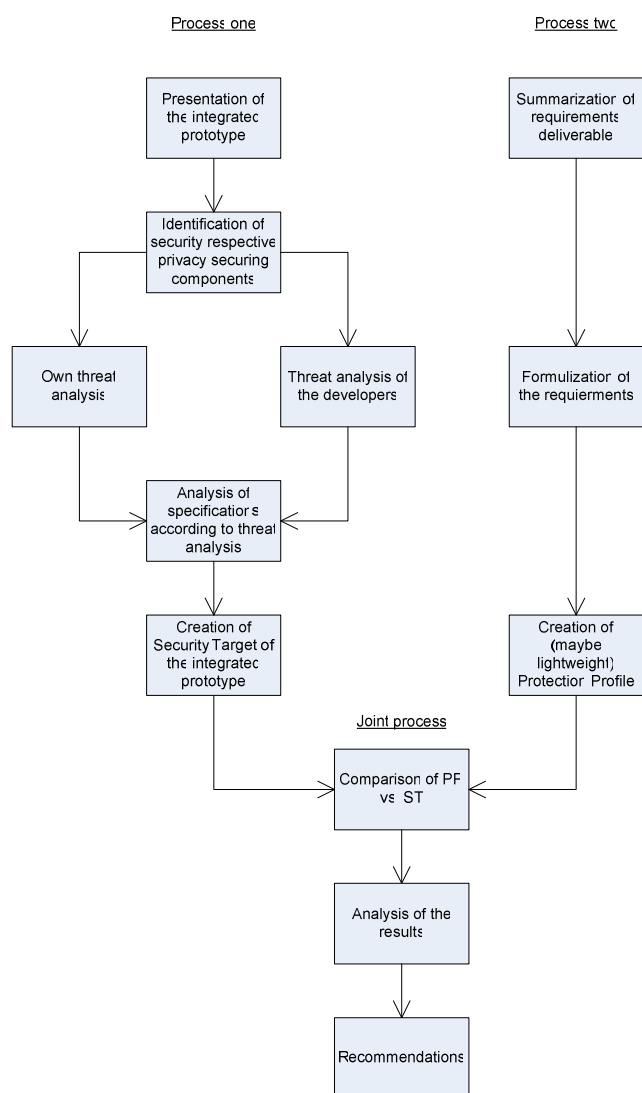 Process one
Process two
Presentation of
the integrated
prototype
Summarization of
requirements
deliverable
Identification of
security respective
privacy securing
components
Own threat
analysis
Threat analysis of
the developers
Formulization of
the requierments
Analysis of
specifications
according to threat
analysis
Creation of
Security Target of
the integrated
prototype
Creation of
(maybe
lightweight)
Protection Profile
Joint process
Comparison of PP
vs. ST
Analysis of the
results
Recommendations